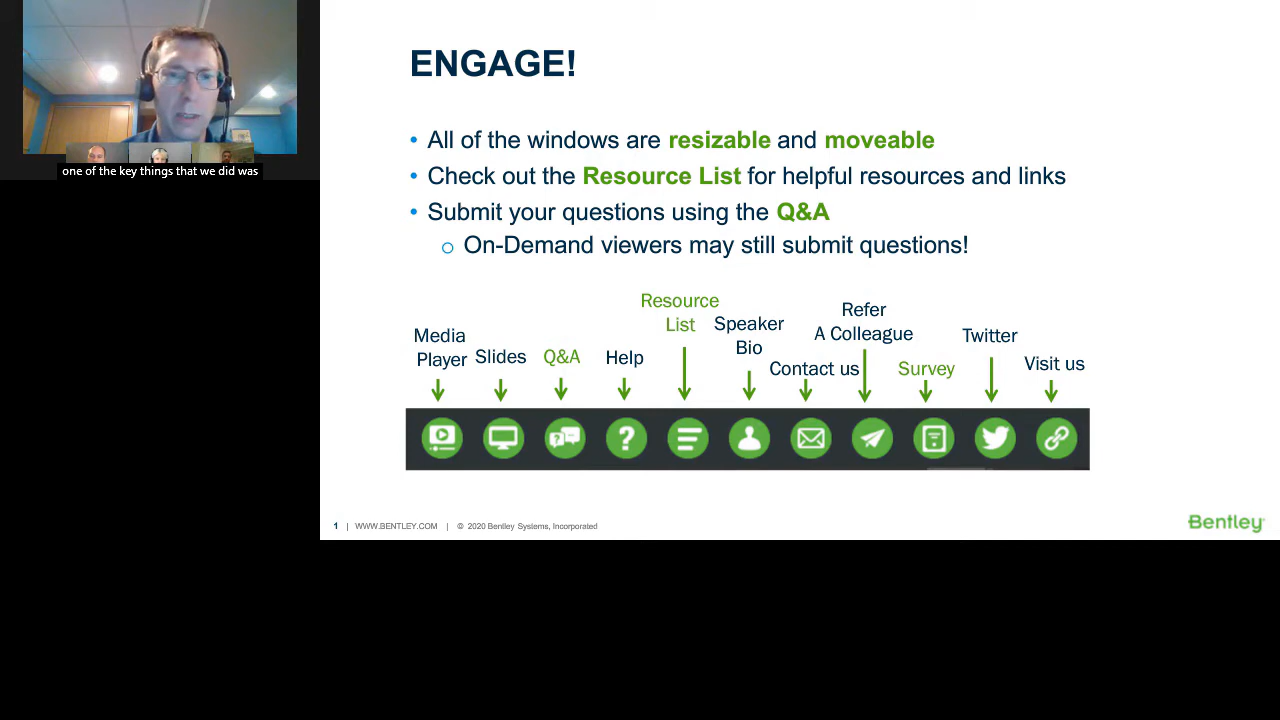 one of the key things that we did was
ENGAGE!
• All of the windows are resizable and moveable
• Check out the Resource List for helpful resources and links
• Submit your questions using the Q&A
o On-Demand viewers may still submit questions!
Media
Player
Slides
Q&A
Help
Resource
List
Speaker
Bio
Contact us
Refer
A Colleague
Survey
Twitter
Visit us
1 | WWW.BENTLEY.COM | © 2020 Bentley Systems, Incorporated
Bentley